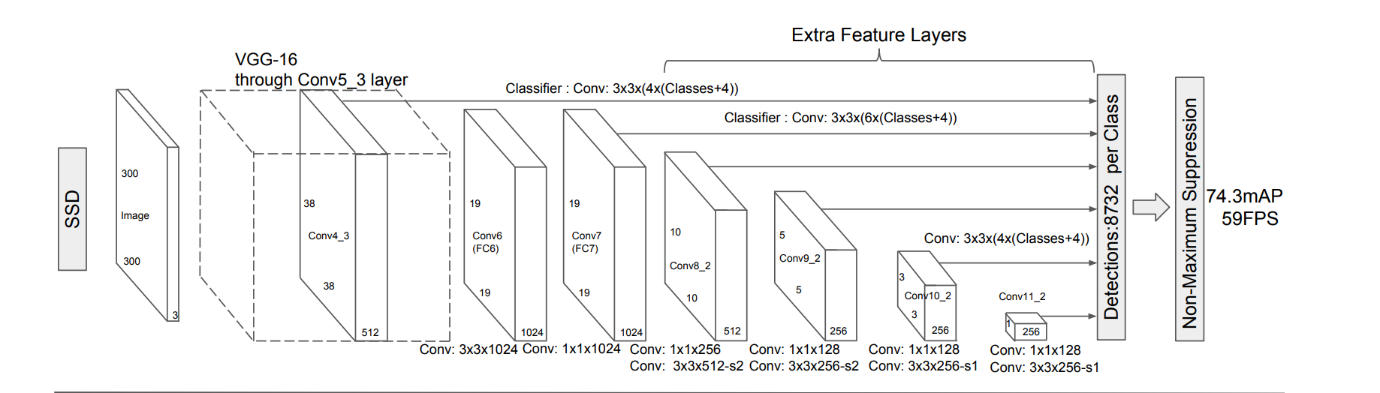 Extra Feature Layers
VGG-16
through Conv5_3 layer
Classifier : Conv: 3x3x(4x(Classes+4))
Classifier : Conv: 3x3x(6x(Classes+4))
SSD
300
Image
300
3
38
Conv4_3
38
512
19
Conv6
(FC6)
19
1024
19
Conv7
(FC7)
19
1024
10
Conv8_2
10
512
5
Conv9_2
5
256
Conv: 3x3x(4x(Classes+4))
3
Conv10_2
3
256
Conv11_2
1
256
Detections:8732 per Class
Non-Maximum Suppression
74.3mAP
59FPS
Conv: 3x3x1024
Conv: 1x1x1024
Conv: 1x1x256
Conv: 3x3x512-s2
Conv: 1x1x128
Conv: 3x3x256-s2
Conv: 1x1x128
Conv: 3x3x256-s1
Conv: 1x1x128
Conv: 3x3x256-s1